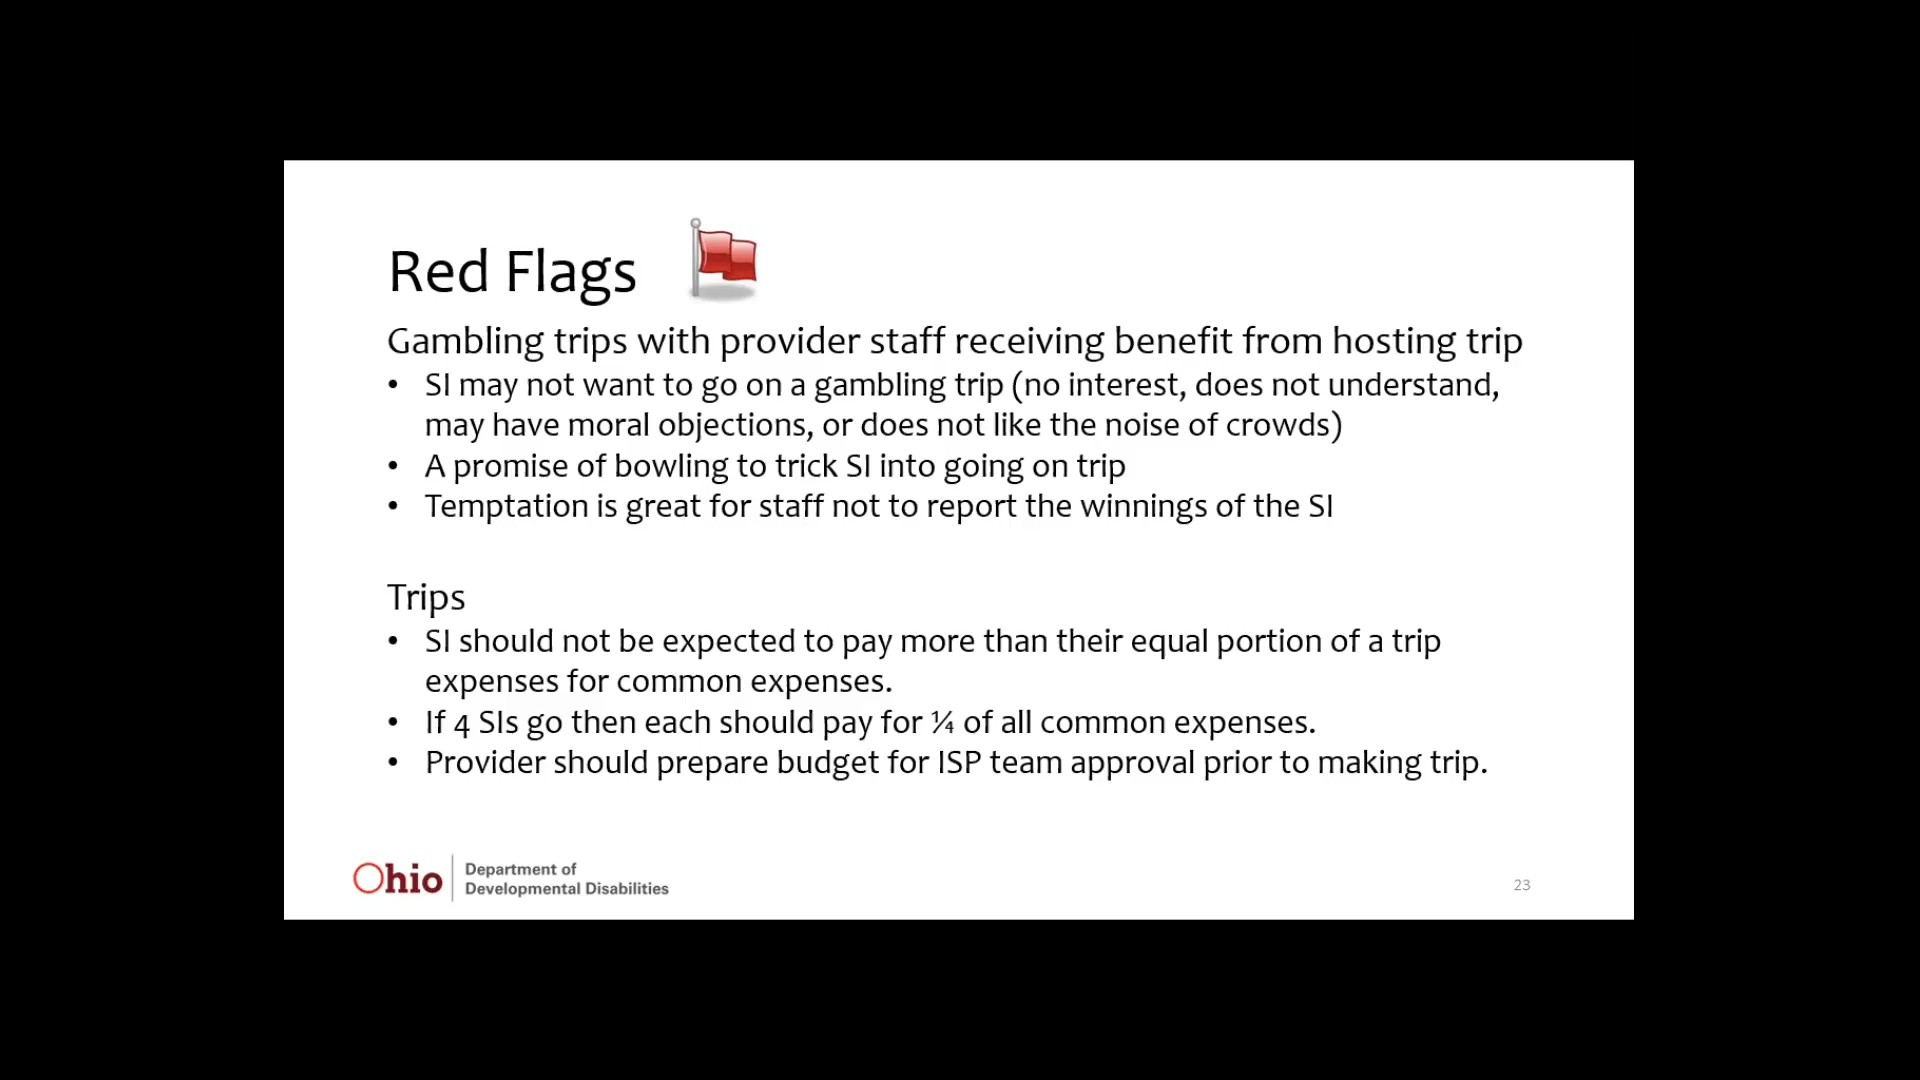 Red Flags
Gambling trips with provider staff receiving benefit from hosting trip
• SI may not want to go on a gambling trip (no interest, does not understand,
may have moral objections, or does not like the noise of crowds)
• A promise of bowling to trick SI into going on trip
• Temptation is great for staff not to report the winnings of the SI
Trips
• SI should not be expected to pay more than their equal portion of a trip
expenses for common expenses.
• If 4 SIs go then each should pay for ¼ of all common expenses.
• Provider should prepare budget for ISP team approval prior to making trip.
Ohio
Department of
Developmental Disabilities
23